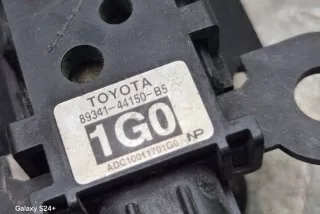 TOYOTA
89341-44150-B5
1G0
ADC10011701G0 NP
Galaxy S24+